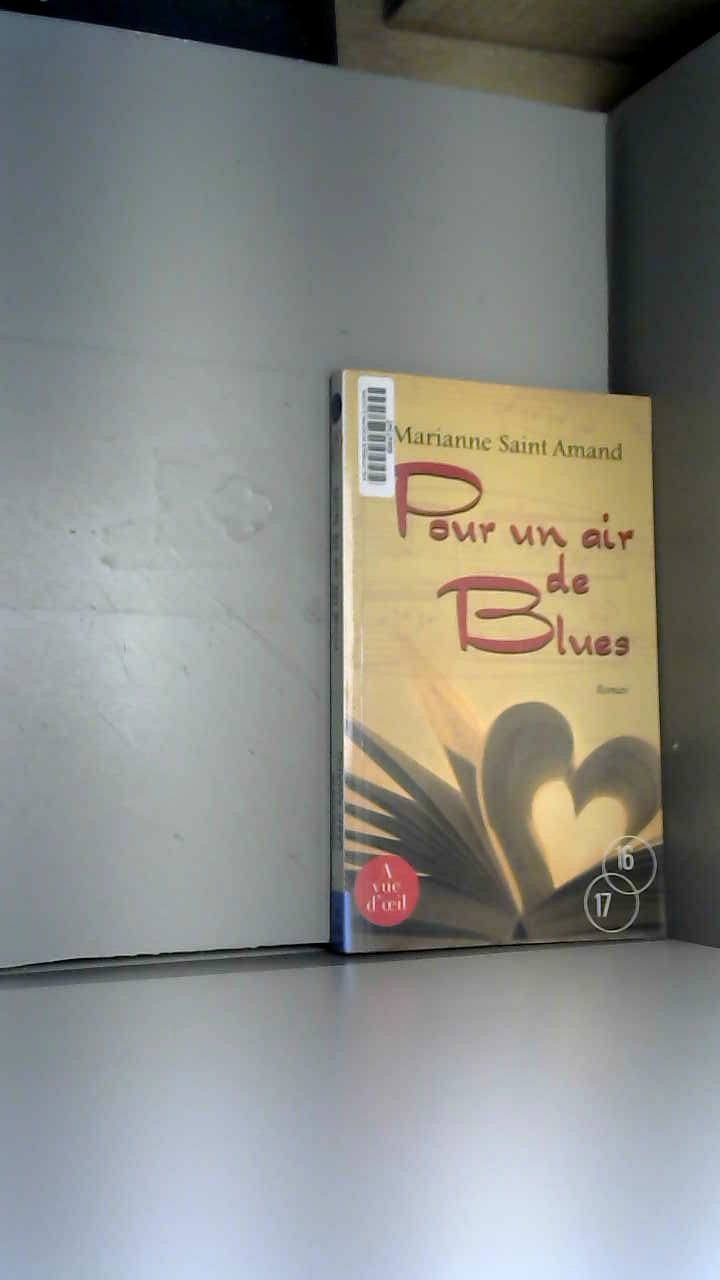 Marianne Saint Amand
Pour un air
de
Blues
Roman
A
vue
d'œil
16
17